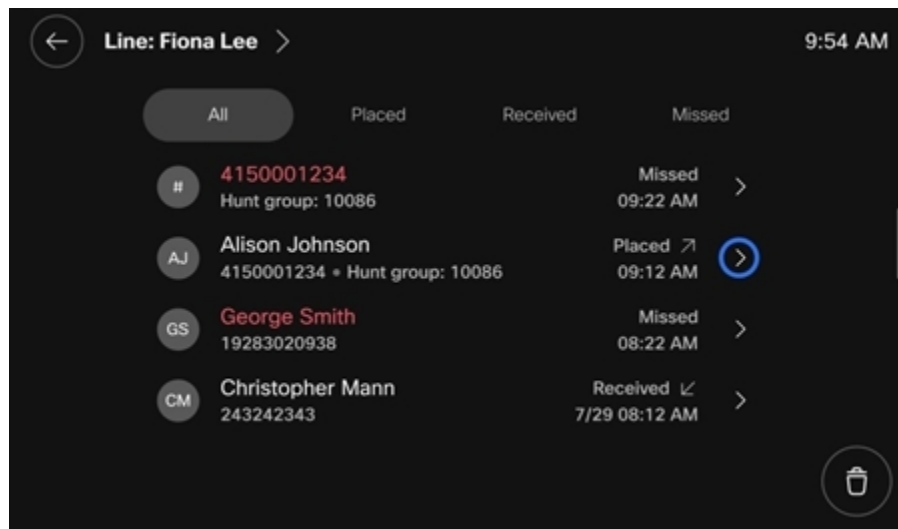 Line: Fiona Lee
9:54 AM
All Placed Received Missed
# 4150001234 Missed
Hunt group: 10086 09:22 AM
AJ Alison Johnson Placed
4150001234 • Hunt group: 10086 09:12 AM
GS George Smith Missed
19283020938 08:22 AM
CM Christopher Mann Received
243242343 7/29 08:12 AM